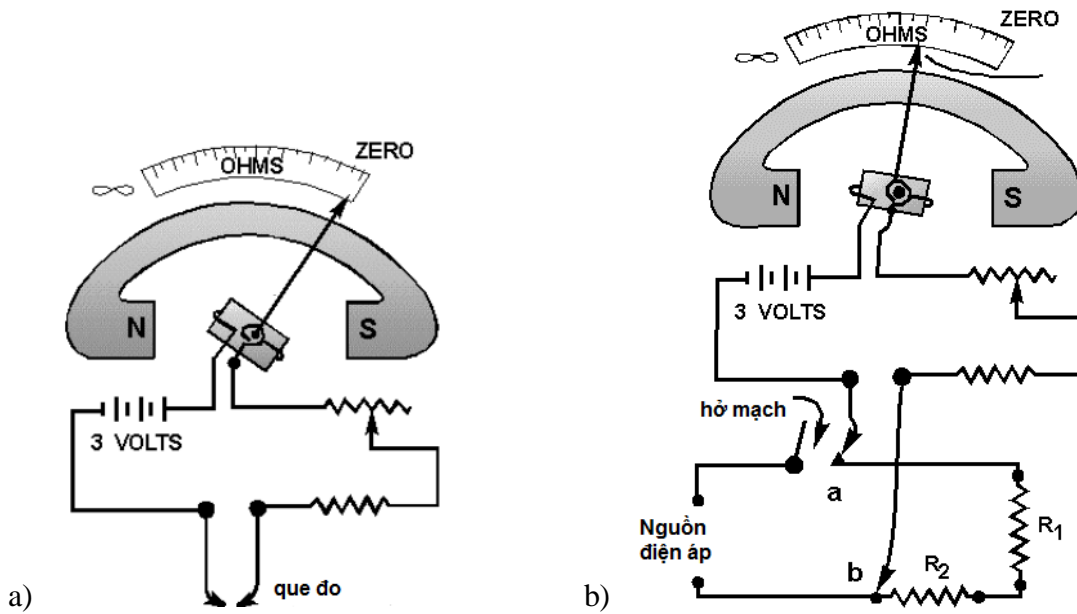 ZERO
OHMS
∞
N
S
3 VOLTS
que đo
a)
ZERO
OHMS
∞
N
S
3 VOLTS
hở mạch
a
Nguồn
điện áp
R1
b
R2
b)